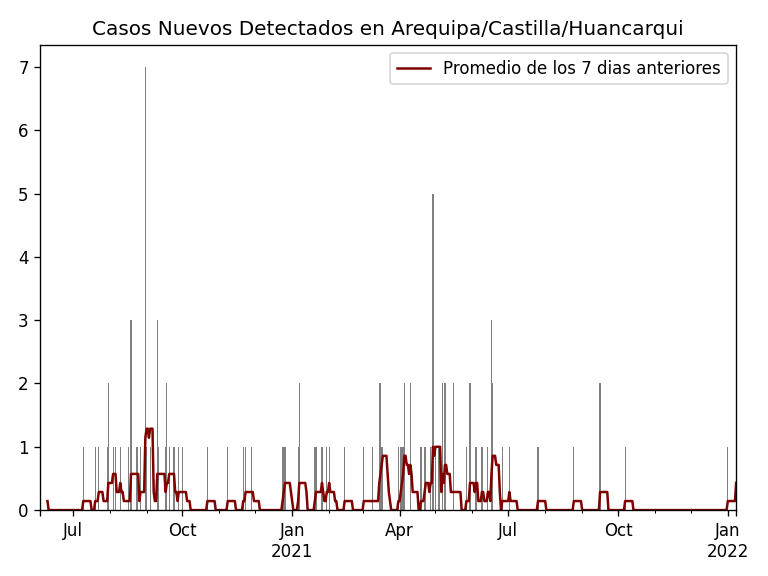 Casos Nuevos Detectados en Arequipa/Castilla/Huancarqui
Promedio de los 7 dias anteriores
7
6
5
4
3
2
1
0
Jul
Oct
Jan
2021
Apr
Jul
Oct
Jan
2022